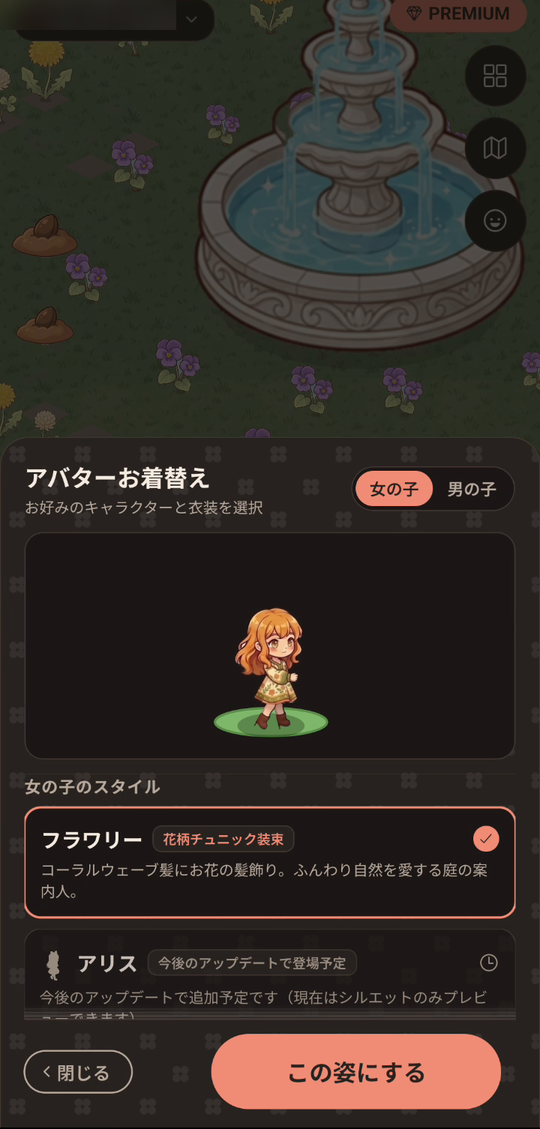 PREMIUM
アバターお着替え
お好みのキャラクターと衣装を選択
女の子 男の子
女の子のスタイル
フラワリー 花柄チュニック装束
コーラルウェーブ髪にお花の髪飾り。ふんわり自然を愛する庭の案
内人。
アリス 今後のアップデートで登場予定
今後のアップデートで追加予定です（現在はシルエットのみプレビ
ューできます）
閉じる
この姿にする